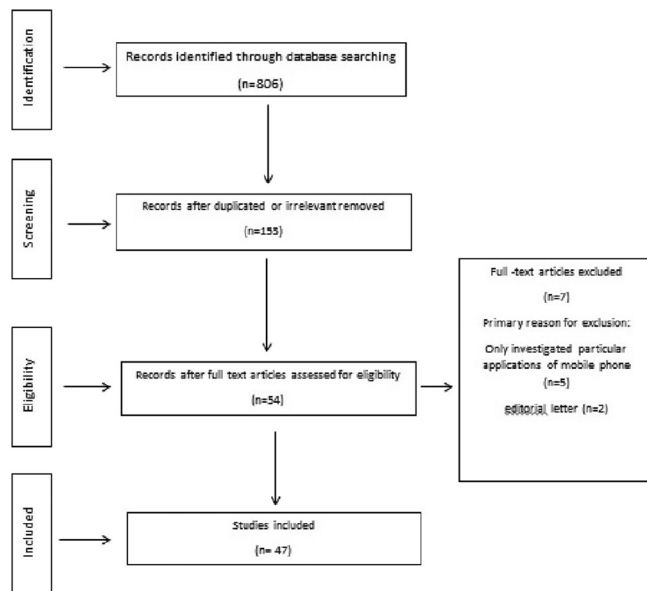 Identification
Records identified through database searching
(n=806)
Screening
Records after duplicated or irrelevant removed
(n=155)
Full -text articles excluded
(n=7)
Primary reason for exclusion:
Only investigated particular
applications of mobile phone
(n=5)
editorial letter (n=2)
Eligibility
Records after full text articles assessed for eligibility
(n=54)
Included
Studies included
(n= 47)